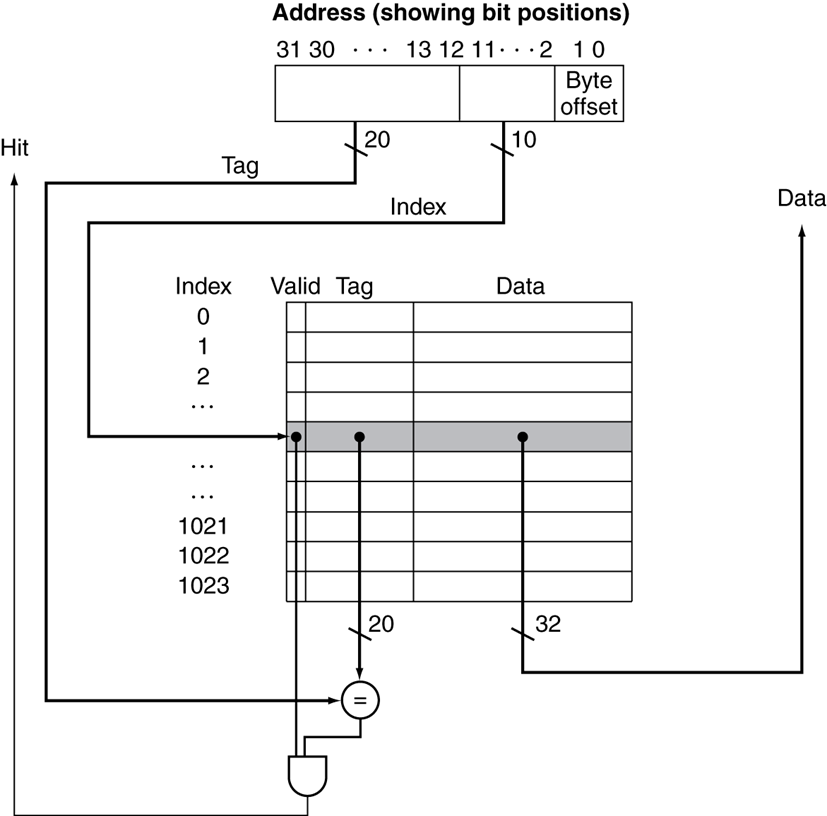 Address (showing bit positions)
31 30 ··· 13 12 11···2 1 0
Byte
offset
20
10
Hit
Tag
Index
Data
Index Valid Tag Data
0
1
2
...
...
...
1021
1022
1023
20
32
=